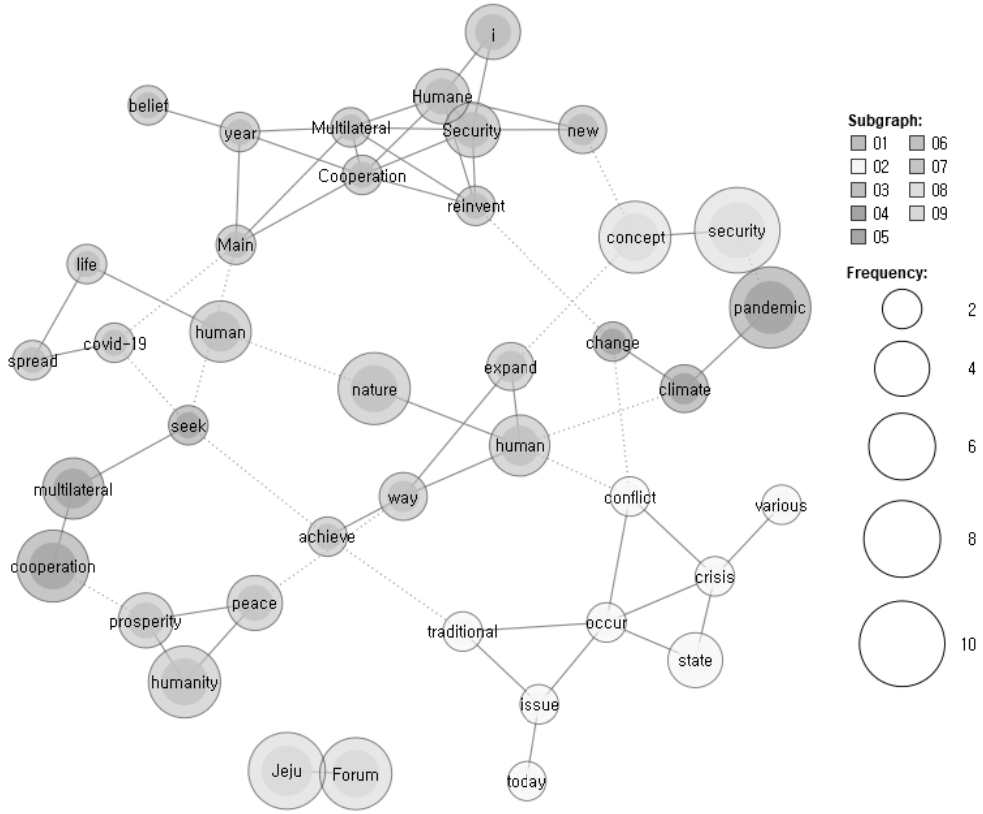 i
Humane
belief
Multilateral
Security
new
year
Cooperation
reinvent
concept
security
Main
life
pandemic
human
covid-19
spread
change
expand
nature
climate
seek
human
multilateral
way
conflict
various
achieve
cooperation
crisis
peace
prosperity
traditional
occur
state
humanity
issue
Jeju
Forum
today
Subgraph:
01 06
02 07
03 08
04 09
05
Frequency:
2
4
6
8
10